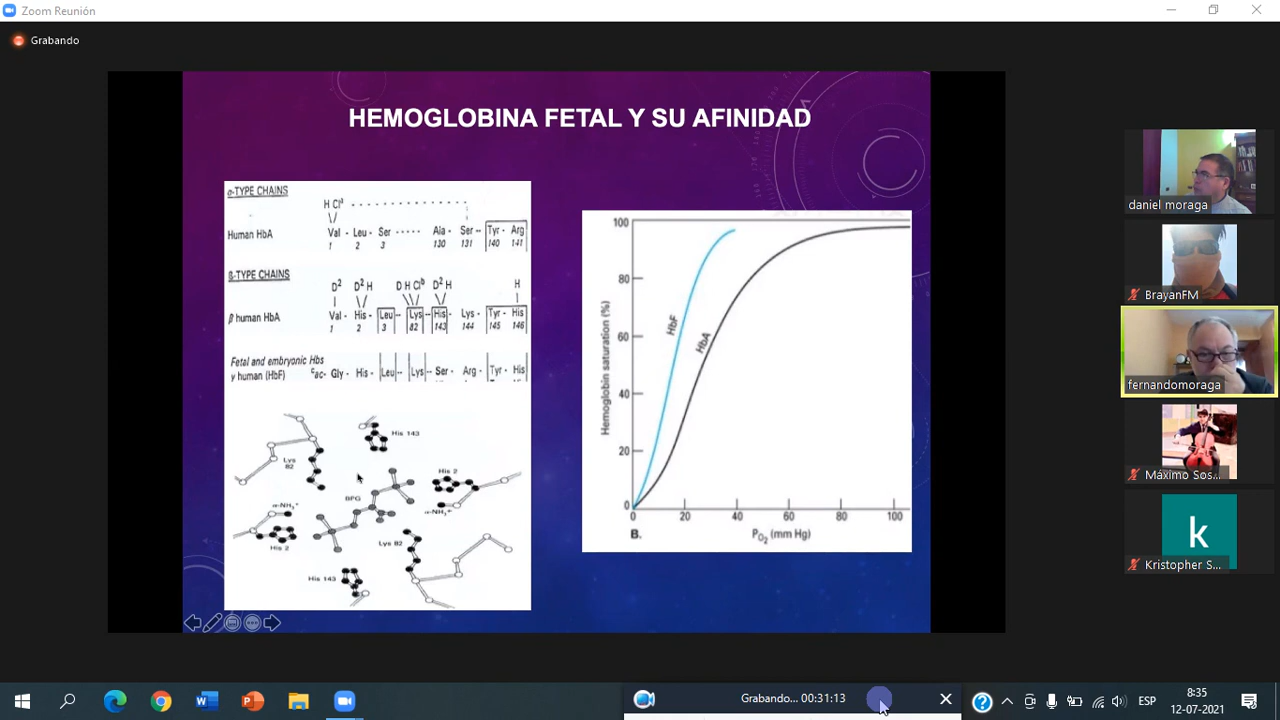 Zoom Reunión
Grabando
HEMOGLOBINA FETAL Y SU AFINIDAD
α-TYPE CHAINS
H Cl²
Human HbA
Val - Leu - Ser ····· Ala - Ser -- Tyr - Arg
1 2 3 130 131 140 141
β-TYPE CHAINS
D² D² H D H Clᵇ D² H H
β human HbA
Val - His - Leu -- Lys -- His - Lys - Tyr - His
1 2 3 82 143 144 145 146
Fetal and embryonic Hbs
γ human (HbF)
ᶜac- Gly - His - Leu -- Lys -- Ser - Arg - Tyr - His
His 143
Lys
82
His 2
BPG
α-NH₃⁺
α-NH₃⁺
His 2
Lys 82
His 143
Hemoglobin saturation (%)
100
80
60
40
20
0
HbF
HbA
0 20 40 60 80 100
B.
PO₂ (mm Hg)
daniel moraga
BrayanFM
fernandomoraga
Máximo Sos...
k
Kristopher S...
Grabando... 00:31:13
ESP
8:35
12-07-2021